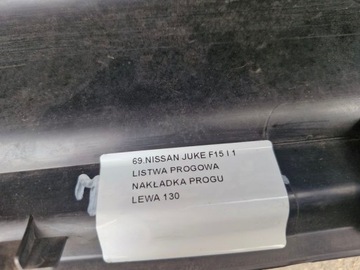 69.NISSAN JUKE F15 I 1
LISTWA PROGOWA
NAKŁADKA PROGU
LEWA 130